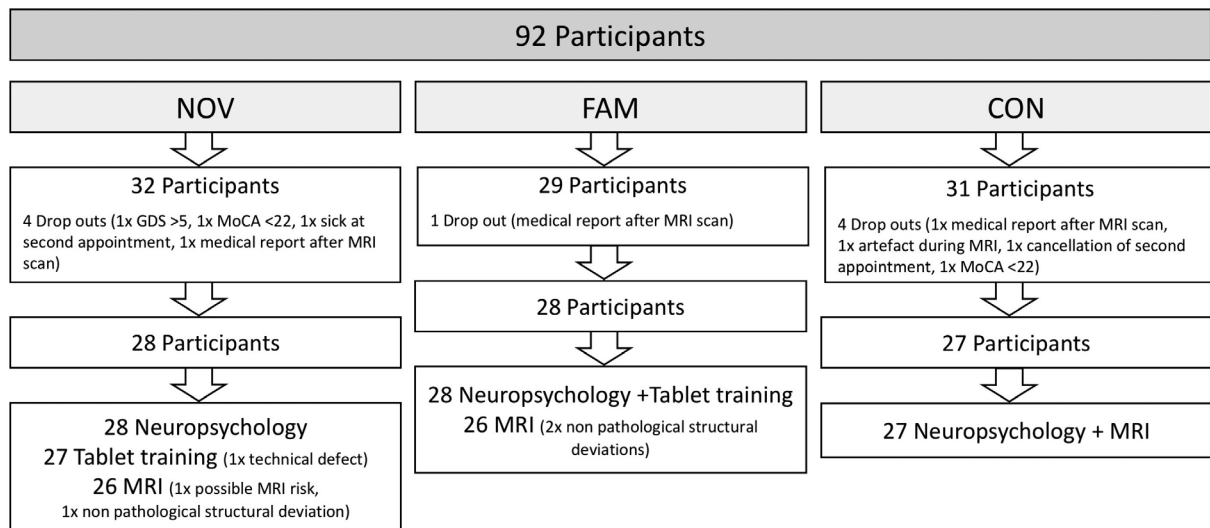 92 Participants
NOV
32 Participants
4 Drop outs (1x GDS >5, 1x MoCA <22, 1x sick at
second appointment, 1x medical report after MRI
scan)
28 Participants
28 Neuropsychology
27 Tablet training (1x technical defect)
26 MRI (1x possible MRI risk,
1x non pathological structural deviation)
FAM
29 Participants
1 Drop out (medical report after MRI scan)
28 Participants
28 Neuropsychology +Tablet training
26 MRI (2x non pathological structural
deviations)
CON
31 Participants
4 Drop outs (1x medical report after MRI scan,
1x artefact during MRI, 1x cancellation of second
appointment, 1x MoCA <22)
27 Participants
27 Neuropsychology + MRI